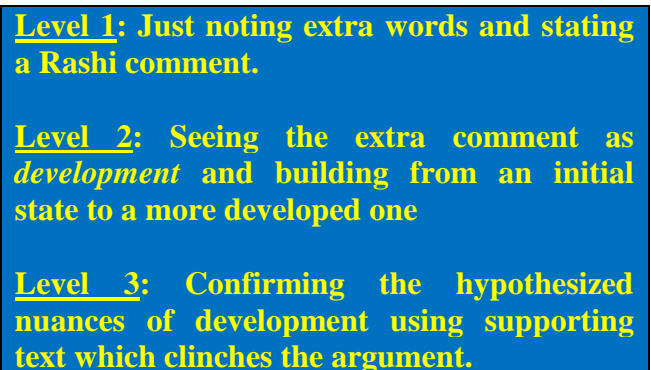 Level 1: Just noting extra words and stating
a Rashi comment.
Level 2: Seeing the extra comment as
development and building from an initial
state to a more developed one
Level 3: Confirming the hypothesized
nuances of development using supporting
text which clinches the argument.